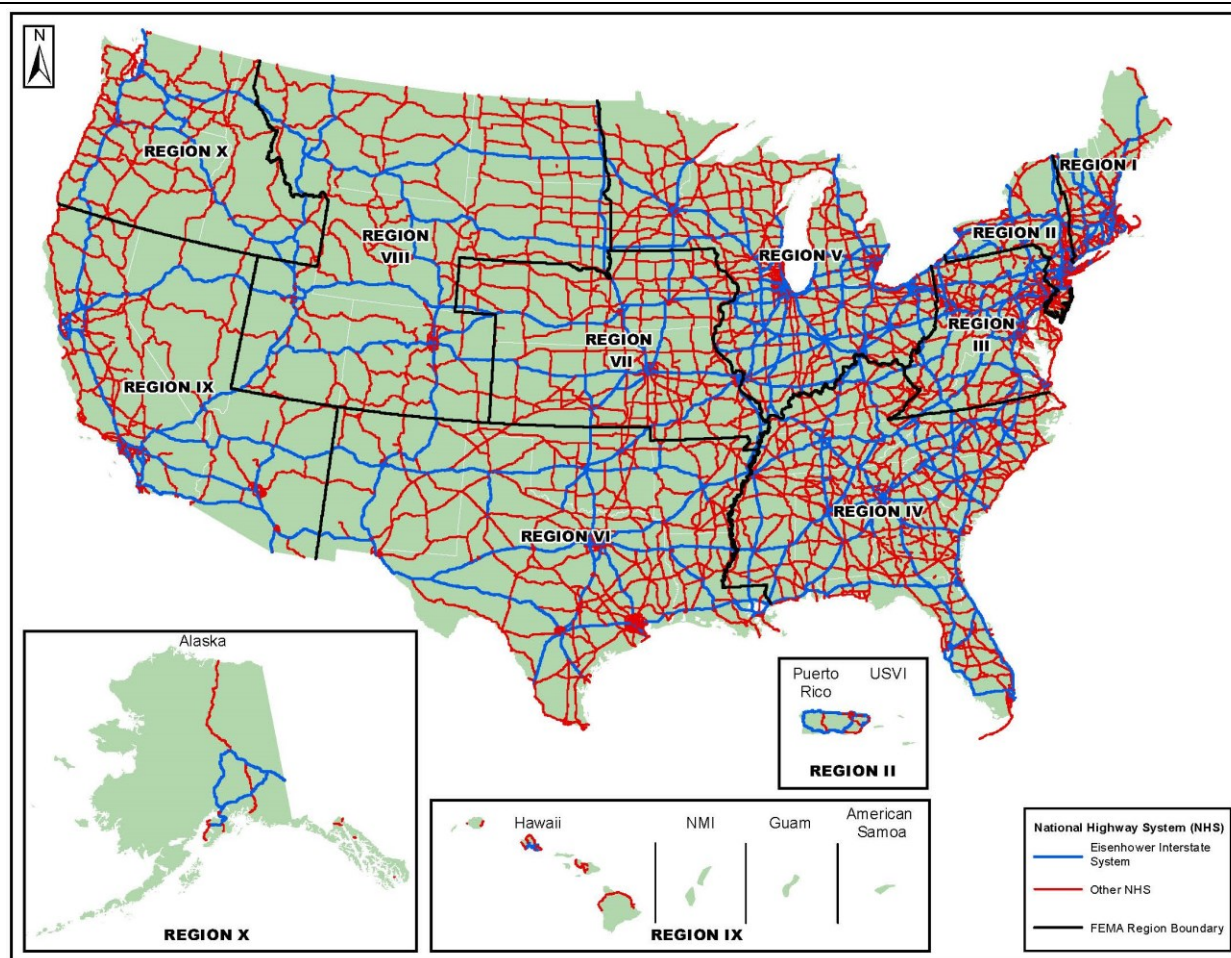 N
REGION X
REGION I
REGION II
REGION
VIII
REGION V
REGION
III
REGION
VII
REGION IX
REGION IV
REGION VI
Alaska
REGION X
Puerto
Rico
USVI
REGION II
Hawaii
NMI
Guam
American
Samoa
REGION IX
National Highway System (NHS)
Eisenhower Interstate
System
Other NHS
FEMA Region Boundary